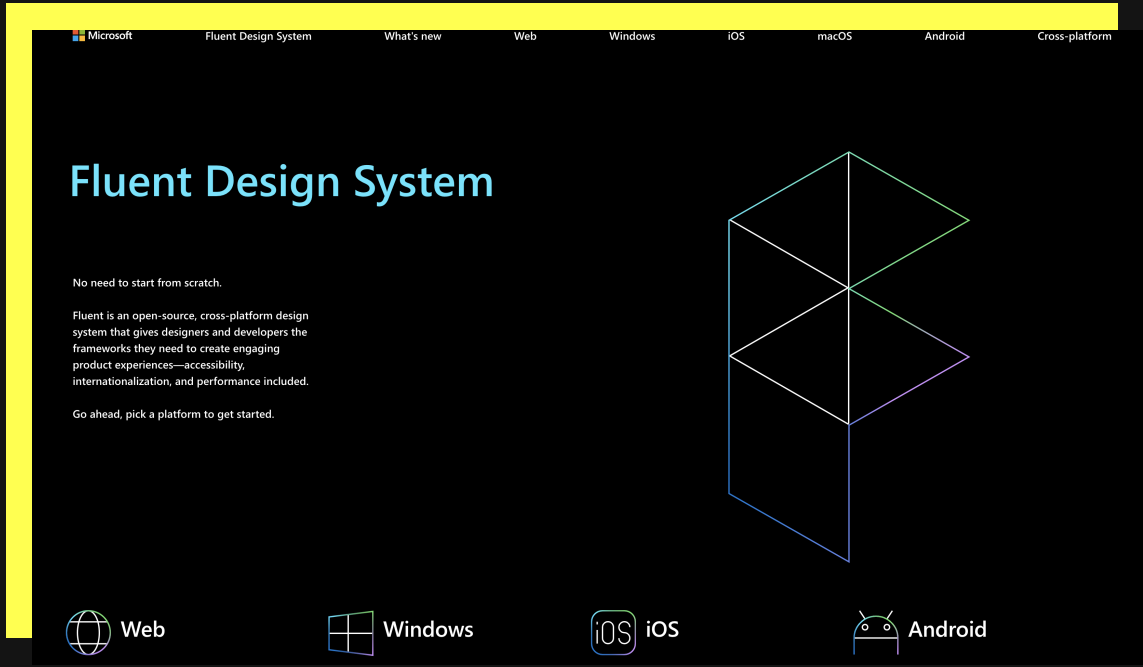 Microsoft Fluent Design System What's new Web Windows iOS macOS Android Cross-platform
Fluent Design System
No need to start from scratch.
Fluent is an open-source, cross-platform design
system that gives designers and developers the
frameworks they need to create engaging
product experiences—accessibility,
internationalization, and performance included.
Go ahead, pick a platform to get started.
Web Windows iOS iOS Android